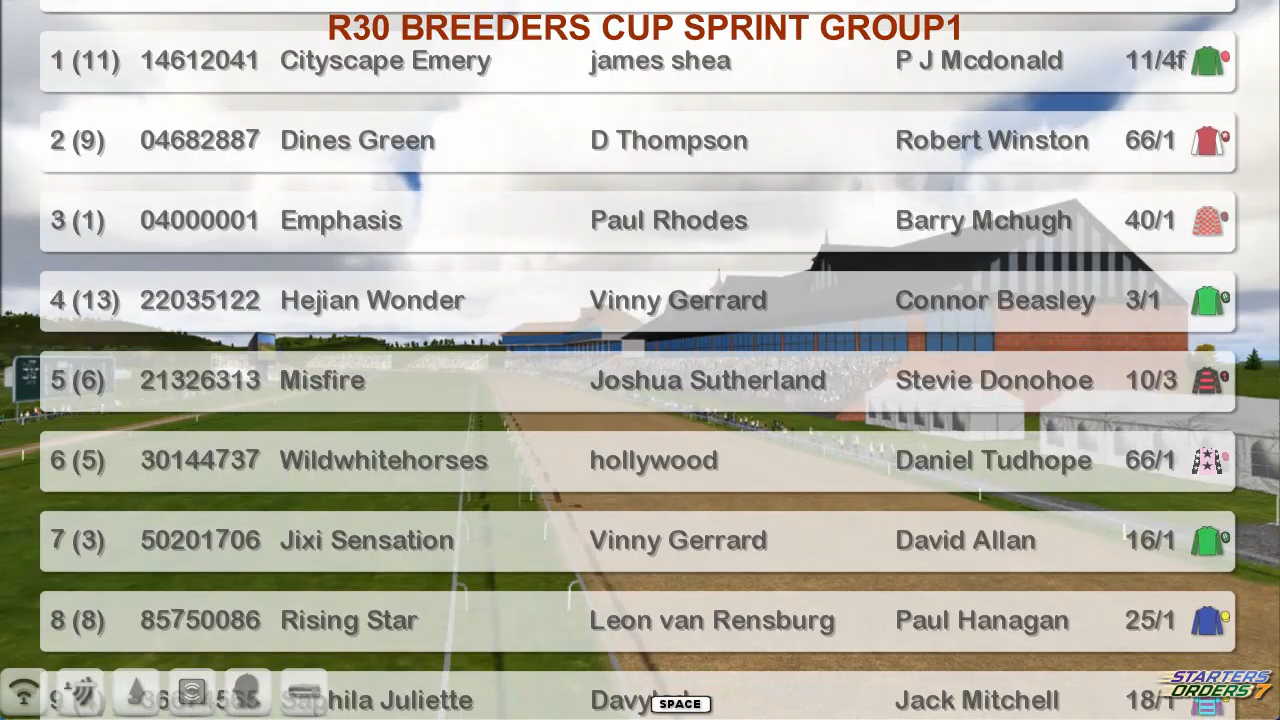 R30 BREEDERS CUP SPRINT GROUP1
1 (11) 14612041 Cityscape Emery james shea P J Mcdonald 11/4f
2 (9) 04682887 Dines Green D Thompson Robert Winston 66/1
3 (1) 04000001 Emphasis Paul Rhodes Barry Mchugh 40/1
4 (13) 22035122 Hejian Wonder Vinny Gerrard Connor Beasley 3/1
5 (6) 21326313 Misfire Joshua Sutherland Stevie Donohoe 10/3
6 (5) 30144737 Wildwhitehorses hollywood Daniel Tudhope 66/1
7 (3) 50201706 Jixi Sensation Vinny Gerrard David Allan 16/1
8 (8) 85750086 Rising Star Leon van Rensburg Paul Hanagan 25/1
9 Juliette Jack Mitchell 18/1
SPACE
STARTERS
ORDERS 7